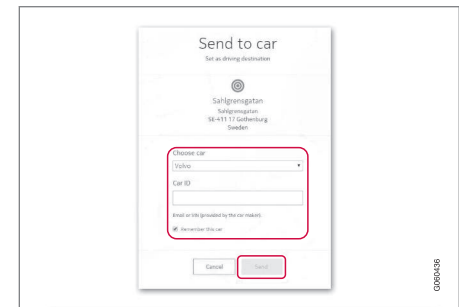 Send to car
Set as driving destination
Sahlgrensgatan
Sahlgrensgatan
SE-411 17 Gothenburg
Sweden
Choose car
Volvo
Car ID
Email or VIN (provided by the car maker).
Remember this car
Cancel
Send
G060436